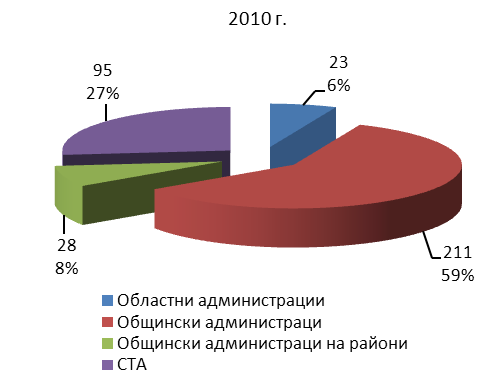 2010 г.
95
27%
23
6%
28
8%
211
59%
Областни администрации
Общински администраци
Общински администраци на райони
СТА